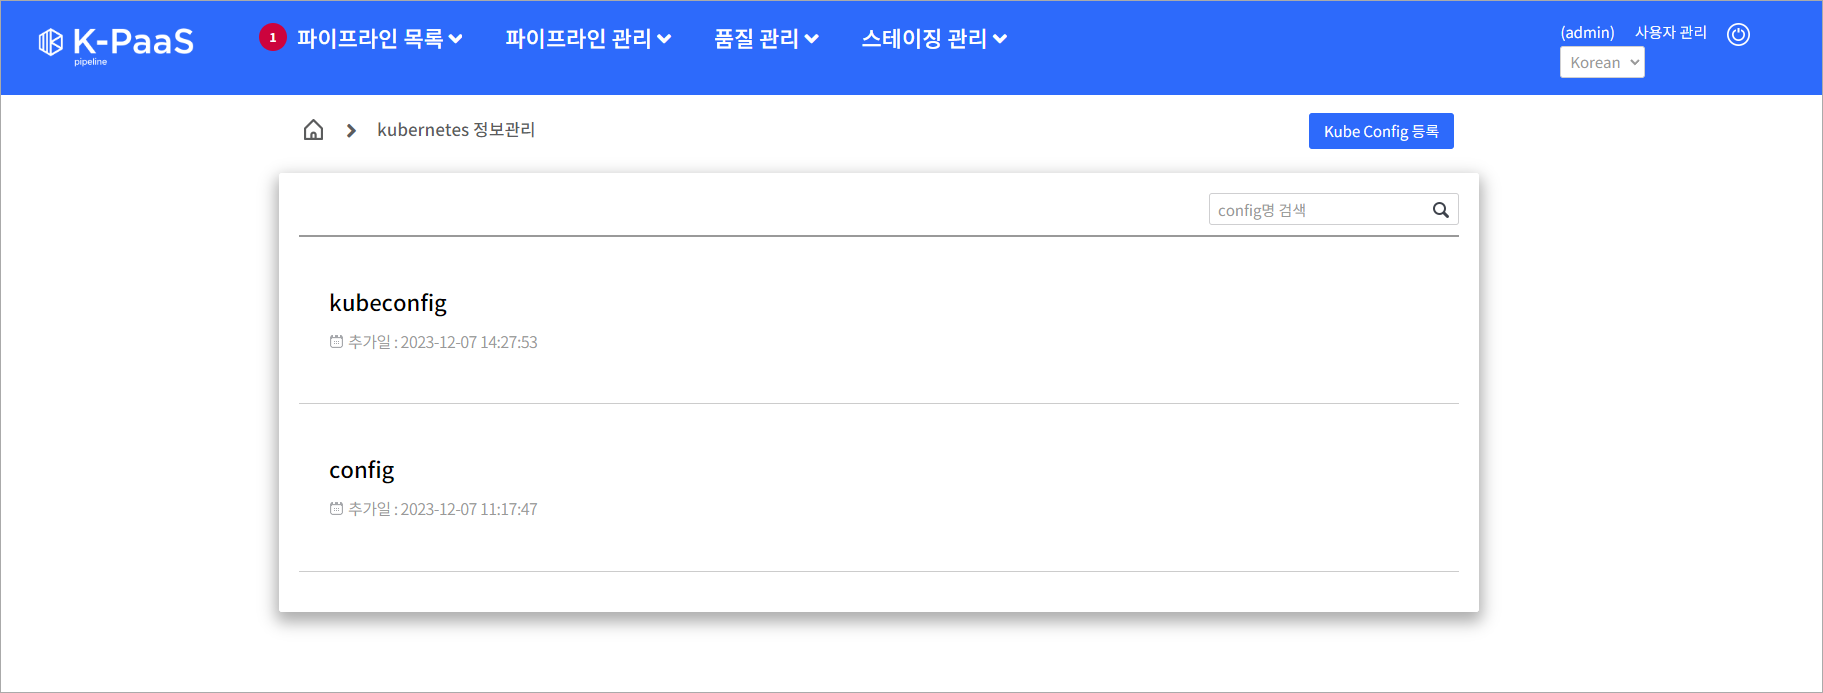 K-PaaS
pipeline
1 파이프라인 목록 파이프라인 관리 품질 관리 스테이징 관리
(admin) 사용자 관리
Korean
kubernetes 정보관리
Kube Config 등록
config명 검색
kubeconfig
추가일 : 2023-12-07 14:27:53
config
추가일 : 2023-12-07 11:17:47